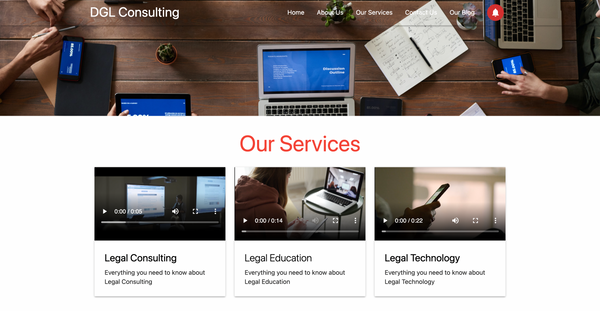 DGL Consulting
Home About Us Our Services Contact Us Our Blog
Discussion
Outline
Our Services
0:00 / 0:05
0:00 / 0:14
0:00 / 0:22
Legal Consulting
Everything you need to know about
Legal Consulting
Legal Education
Everything you need to know about
Legal Education
Legal Technology
Everything you need to know about
Legal Technology